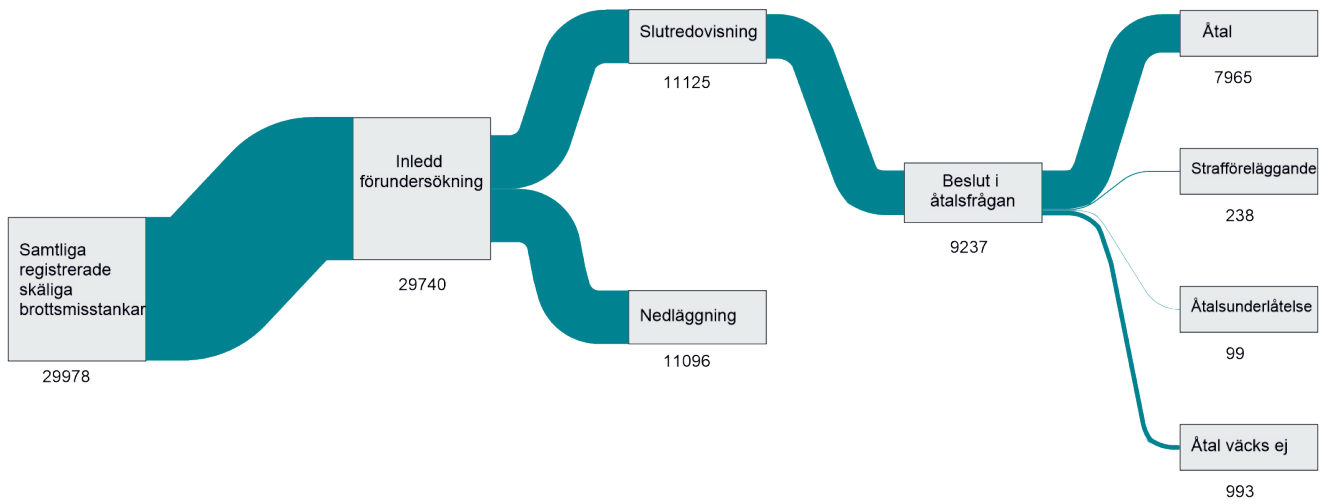 Samtliga
registrerade
skäliga
brottsmisstankar
29978
Inledd
förundersökning
29740
Slutredovisning
11125
Nedläggning
11096
Beslut i
åtalsfrågan
9237
Åtal
7965
Strafföreläggande
238
Åtalsunderlåtelse
99
Åtal väcks ej
993